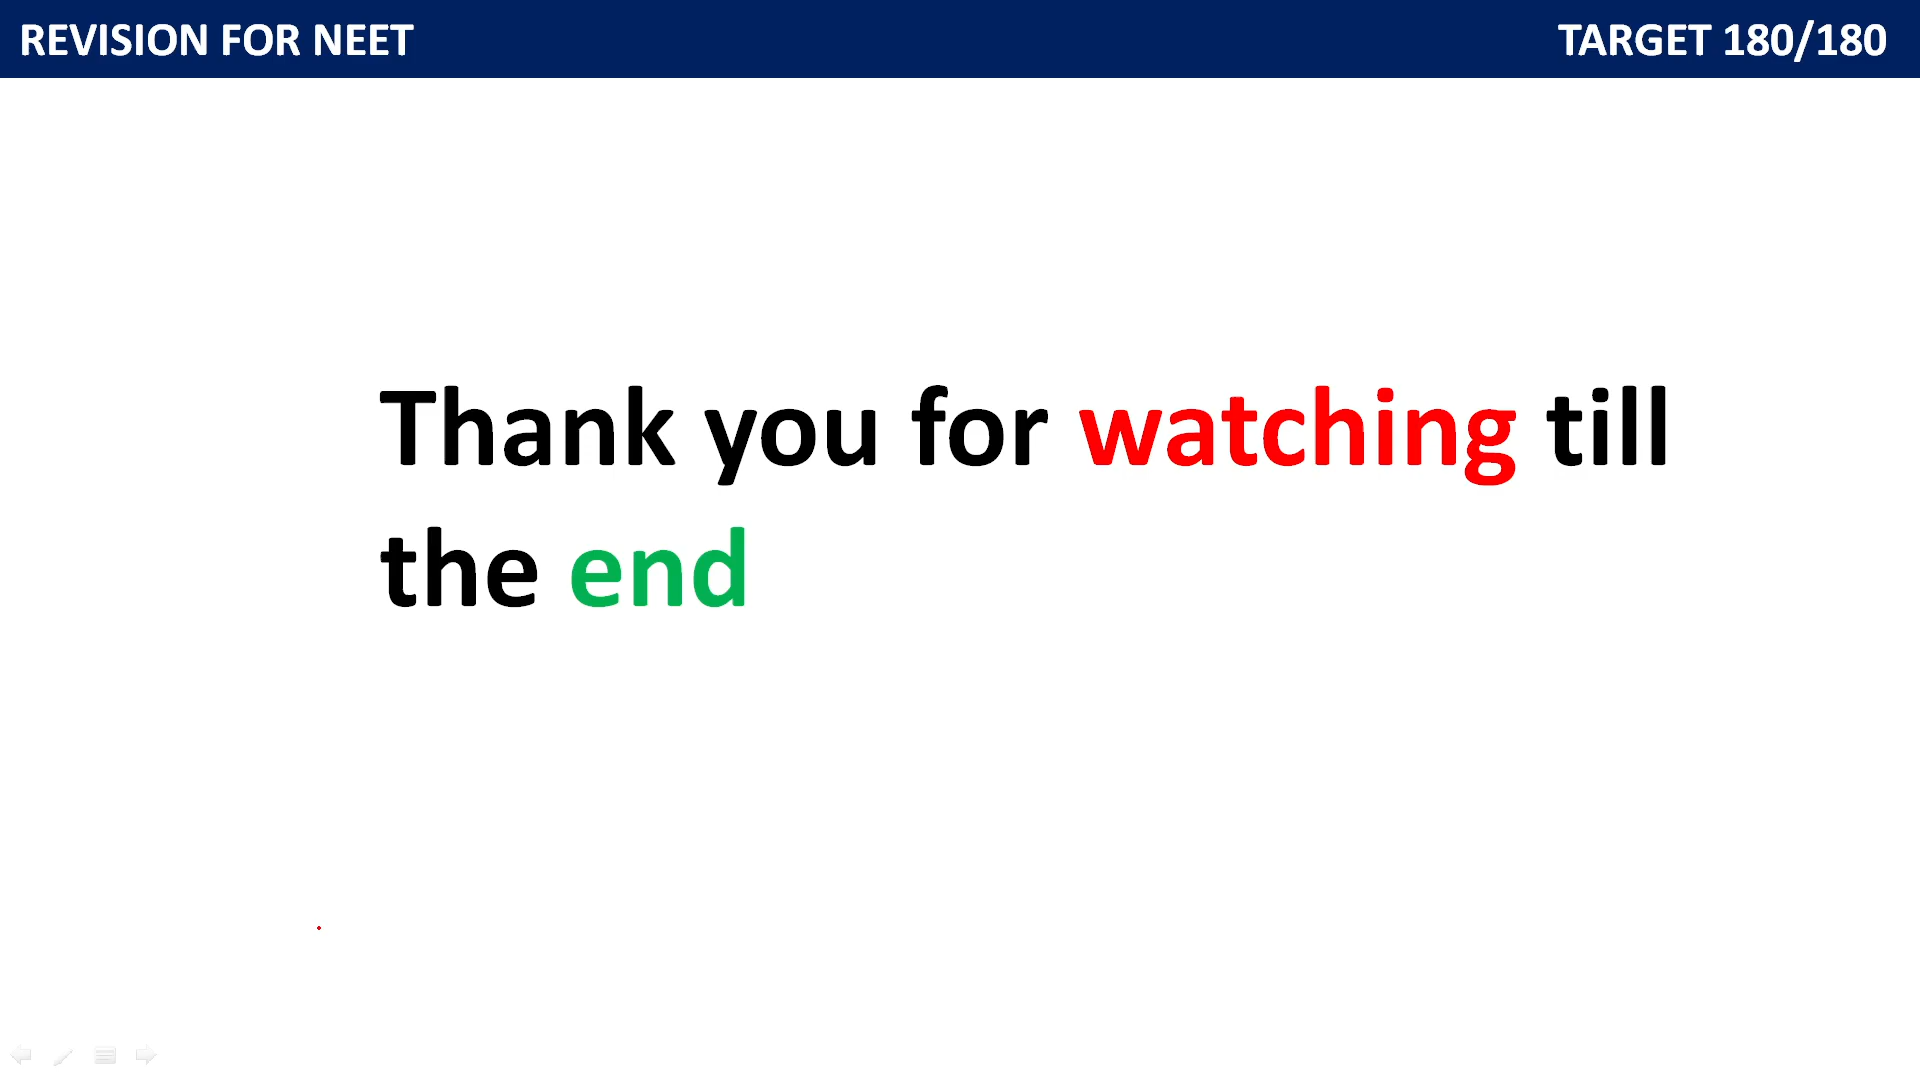 REVISION FOR NEET
TARGET 180/180
Thank you for watching till
the end